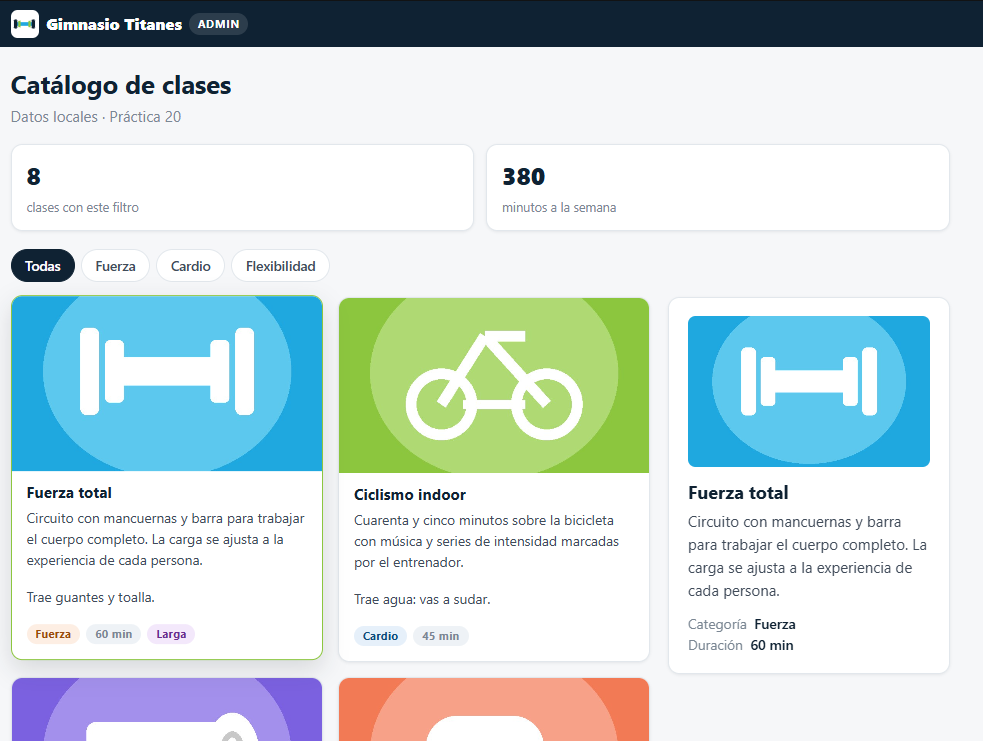 Gimnasio Titanes ADMIN
Catálogo de clases
Datos locales · Práctica 20
8
clases con este filtro
380
minutos a la semana
Todas Fuerza Cardio Flexibilidad
Fuerza total
Circuito con mancuernas y barra para trabajar
el cuerpo completo. La carga se ajusta a la
experiencia de cada persona.
Trae guantes y toalla.
Fuerza 60 min Larga
Ciclismo indoor
Cuarenta y cinco minutos sobre la bicicleta
con música y series de intensidad marcadas
por el entrenador.
Trae agua: vas a sudar.
Cardio 45 min
Fuerza total
Circuito con mancuernas y barra
para trabajar el cuerpo completo. La
carga se ajusta a la experiencia de
cada persona.
Categoría Fuerza
Duración 60 min